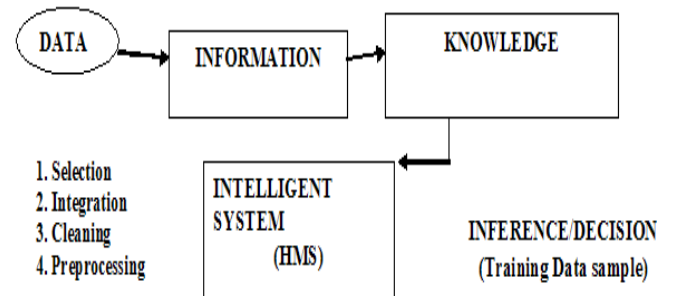 DATA
INFORMATION
KNOWLEDGE
1. Selection
2. Integration
3. Cleaning
4. Preprocessing
INTELLIGENT
SYSTEM
(HMS)
INFERENCE/DECISION
(Training Data sample)